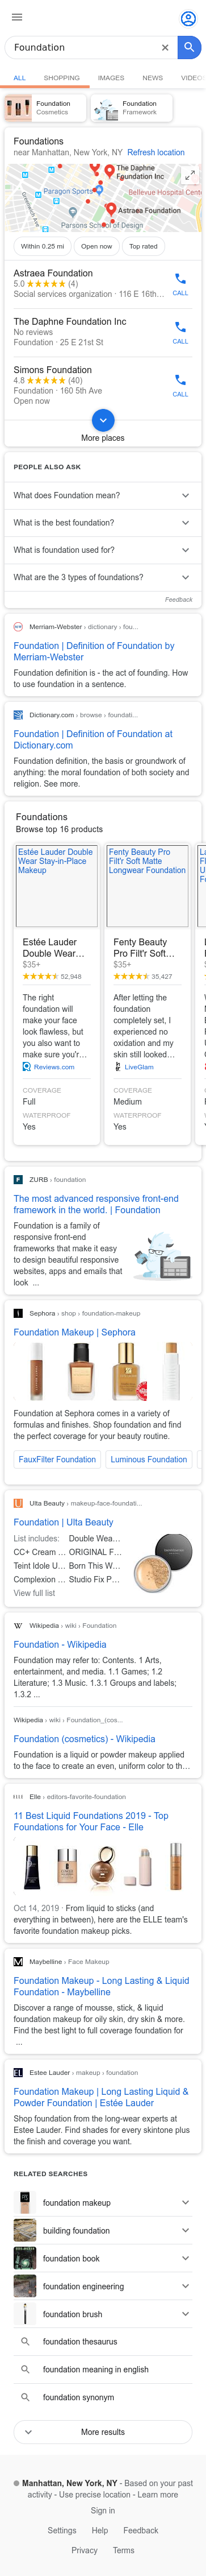 Foundation
ALL SHOPPING IMAGES NEWS VIDEOS
Foundation
Cosmetics
Foundation
Framework
Foundations
near Manhattan, New York, NY Refresh location
The Daphne
Foundation Inc
Bellevue Hospital Center
Paragon Sports
Greenwich Ave
Astraea Foundation
Parsons School of Design
Within 0.25 mi Open now Top rated
Astraea Foundation
5.0 ★★★★★ (4)
Social services organization · 116 E 16th…
CALL
The Daphne Foundation Inc
No reviews
Foundation · 25 E 21st St
CALL
Simons Foundation
4.8 ★★★★★ (40)
Foundation · 160 5th Ave
Open now
CALL
More places
PEOPLE ALSO ASK
What does Foundation mean?
What is the best foundation?
What is foundation used for?
What are the 3 types of foundations?
Feedback
Merriam-Webster › dictionary › fou...
Foundation | Definition of Foundation by
Merriam-Webster
Foundation definition is - the act of founding. How
to use foundation in a sentence.
Dictionary.com › browse › foundati...
Foundation | Definition of Foundation at
Dictionary.com
Foundation definition, the basis or groundwork of
anything: the moral foundation of both society and
religion. See more.
Foundations
Browse top 16 products
Estée Lauder Double
Wear Stay-in-Place
Makeup
Fenty Beauty Pro
Filt'r Soft Matte
Longwear Foundation
Estée Lauder
Double Wear…
$35+
★★★★★ 52,948
The right
foundation will
make your face
look flawless, but
you also want to
make sure you'r…
Reviews.com
COVERAGE
Full
WATERPROOF
Yes
Fenty Beauty
Pro Filt'r Soft…
$35+
★★★★★ 35,427
After letting the
foundation
completely set, I
experienced no
oxidation and my
skin still looked…
LiveGlam
COVERAGE
Medium
WATERPROOF
Yes
ZURB › foundation
The most advanced responsive front-end
framework in the world. | Foundation
Foundation is a family of
responsive front-end
frameworks that make it easy
to design beautiful responsive
websites, apps and emails that
look ...
Sephora › shop › foundation-makeup
Foundation Makeup | Sephora
Foundation at Sephora comes in a variety of
formulas and finishes. Shop foundation and find
the perfect coverage for your beauty routine.
FauxFilter Foundation Luminous Foundation
Ulta Beauty › makeup-face-foundati...
Foundation | Ulta Beauty
List includes: Double Wea…
CC+ Cream … ORIGINAL F…
Teint Idole U… Born This W…
Complexion … Studio Fix P…
View full list
Wikipedia › wiki › Foundation
Foundation - Wikipedia
Foundation may refer to: Contents. 1 Arts,
entertainment, and media. 1.1 Games; 1.2
Literature; 1.3 Music. 1.3.1 Groups and labels;
1.3.2 ...
Wikipedia › wiki › Foundation_(cos...
Foundation (cosmetics) - Wikipedia
Foundation is a liquid or powder makeup applied
to the face to create an even, uniform color to th…
Elle › editors-favorite-foundation
11 Best Liquid Foundations 2019 - Top
Foundations for Your Face - Elle
Oct 14, 2019 · From liquid to sticks (and
everything in between), here are the ELLE team's
favorite foundation makeup picks.
Maybelline › Face Makeup
Foundation Makeup - Long Lasting & Liquid
Foundation - Maybelline
Discover a range of mousse, stick, & liquid
foundation makeup for oily skin, dry skin & more.
Find the best light to full coverage foundation for
...
Estee Lauder › makeup › foundation
Foundation Makeup | Long Lasting Liquid &
Powder Foundation | Estée Lauder
Shop foundation from the long-wear experts at
Estee Lauder. Find shades for every skintone plus
the finish and coverage you want.
RELATED SEARCHES
foundation makeup
building foundation
foundation book
foundation engineering
foundation brush
foundation thesaurus
foundation meaning in english
foundation synonym
More results
Manhattan, New York, NY - Based on your past
activity - Use precise location - Learn more
Sign in
Settings Help Feedback
Privacy Terms